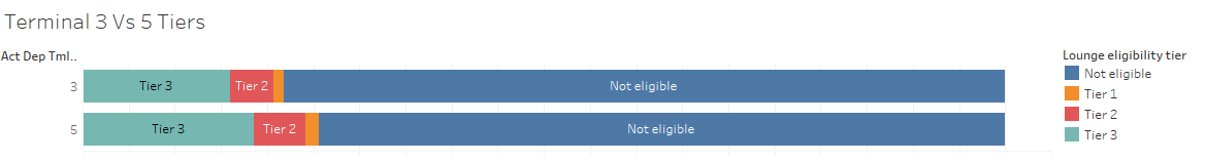 Terminal 3 Vs 5 Tiers
Act Dep Tml..
3 Tier 3 Tier 2 Not eligible
5 Tier 3 Tier 2 Not eligible
Lounge eligibility tier
Not eligible
Tier 1
Tier 2
Tier 3